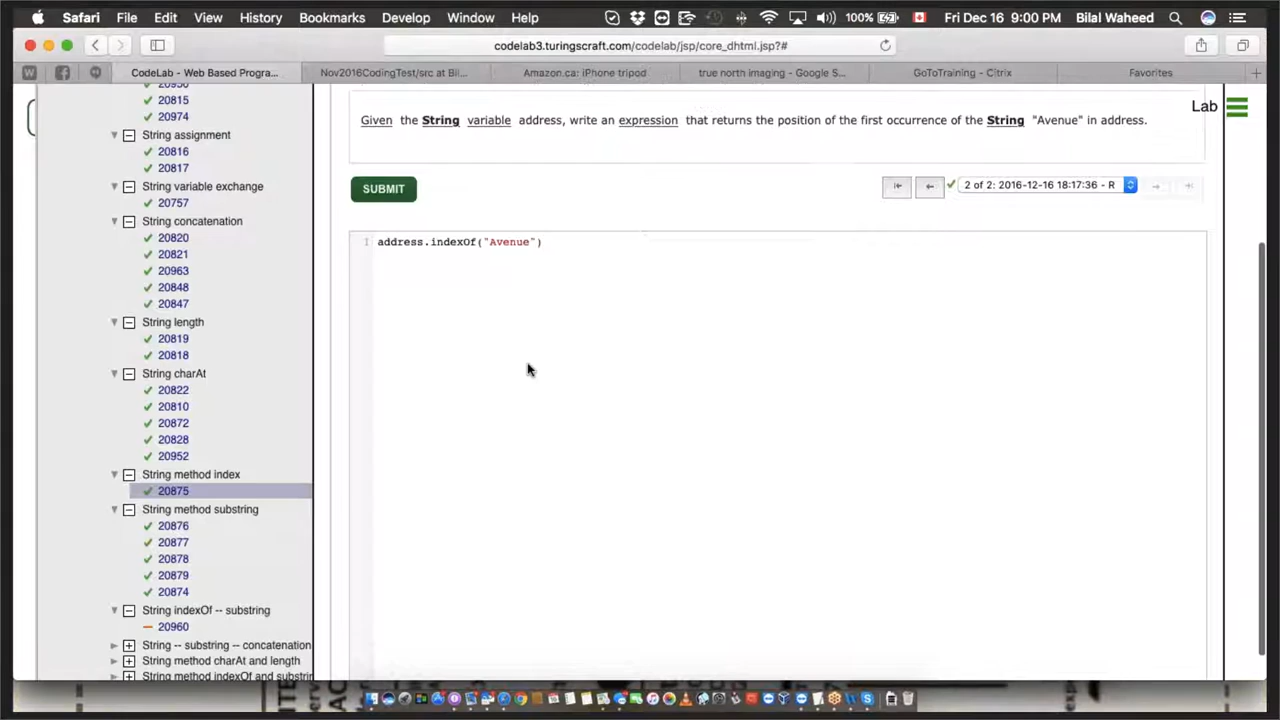 Safari File Edit View History Bookmarks Develop Window Help 100% Fri Dec 16 9:00 PM Bilal Waheed
codelab3.turingscraft.com/codelab/jsp/core_dhtml.jsp?#
CodeLab - Web Based Progra... Nov2016CodingTest/src at Bil... Amazon.ca: iPhone tripod true north imaging - Google S... GoToTraining - Citrix Favorites
20815
20974
String assignment
20816
20817
String variable exchange
20757
String concatenation
20820
20821
20963
20848
20847
String length
20819
20818
String charAt
20822
20810
20872
20828
20952
String method index
20875
String method substring
20876
20877
20878
20879
20874
String indexOf -- substring
20960
String -- substring -- concatenation
String method charAt and length
String method indexOf and substrin
Lab
Given the String variable address, write an expression that returns the position of the first occurrence of the String "Avenue" in address.
SUBMIT
2 of 2: 2016-12-16 18:17:36 - R
1 address.indexOf("Avenue")